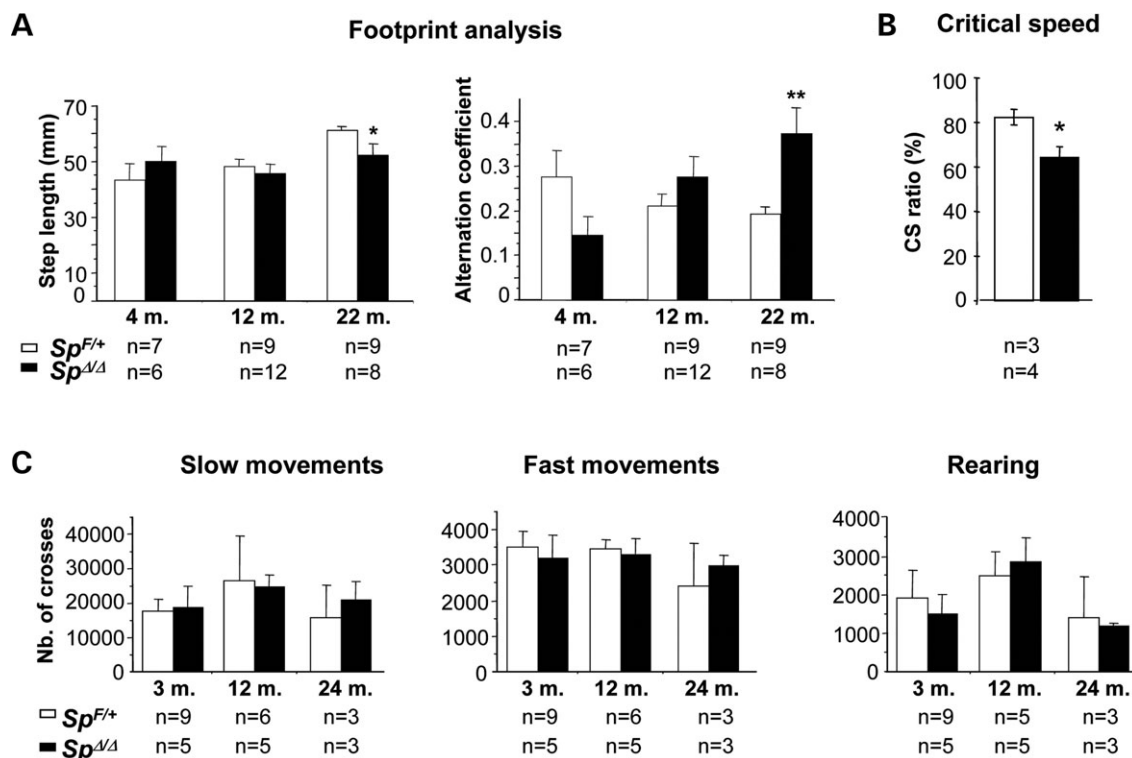 A Footprint analysis B Critical speed
Step length (mm)
70
50
30
10
0
4 m. 12 m. 22 m.
*
Alternation coefficient
0.4
0.3
0.2
0.1
0
4 m. 12 m. 22 m.
**
CS ratio (%)
100
80
60
40
20
0
*
Sp^F/+ n=7 n=9 n=9 n=7 n=9 n=9 n=3
Sp^Δ/Δ n=6 n=12 n=8 n=6 n=12 n=8 n=4
C Slow movements Fast movements Rearing
Nb. of crosses
40000
30000
20000
10000
0
3 m. 12 m. 24 m.
4000
3000
2000
1000
0
3 m. 12 m. 24 m.
4000
3000
2000
1000
0
3 m. 12 m. 24 m.
Sp^F/+ n=9 n=6 n=3 n=9 n=6 n=3 n=9 n=5 n=3
Sp^Δ/Δ n=5 n=5 n=3 n=5 n=5 n=3 n=5 n=5 n=3